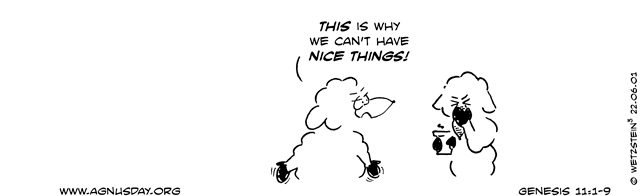 THIS IS WHY
WE CAN'T HAVE
NICE THINGS!
WWW.AGNUSDAY.ORG
GENESIS 11:1-9
© WETZSTEIN³ 22.06.01